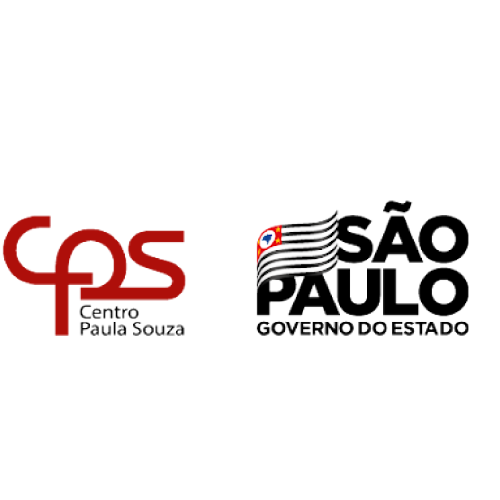 CPS
Centro
Paula Souza
SÃO
PAULO
GOVERNO DO ESTADO